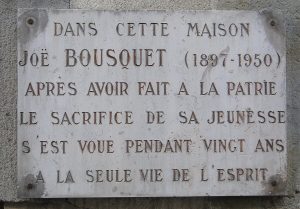 DANS CETTE MAISON
JOË BOUSQUET (1897-1950)
APRÈS AVOIR FAIT A LA PATRIE
LE SACRIFICE DE SA JEUNESSE
S'EST VOUE PENDANT VINGT ANS
A LA SEULE VIE DE L'ESPRIT